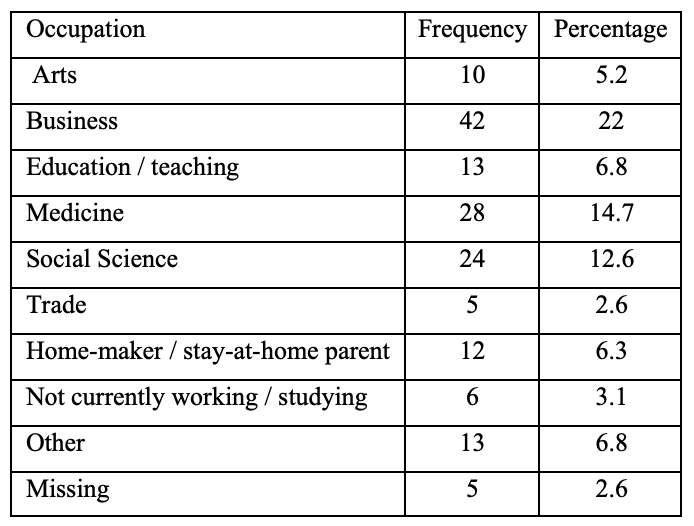 Occupation Frequency Percentage
Arts 10 5.2
Business 42 22
Education / teaching 13 6.8
Medicine 28 14.7
Social Science 24 12.6
Trade 5 2.6
Home-maker / stay-at-home parent 12 6.3
Not currently working / studying 6 3.1
Other 13 6.8
Missing 5 2.6